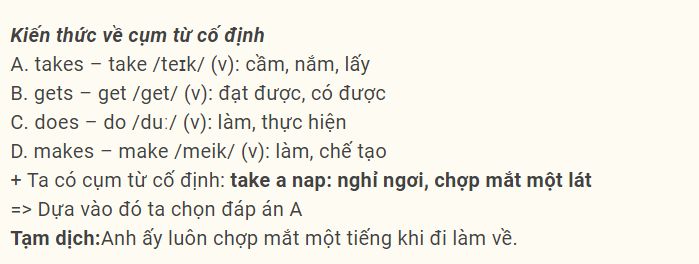 Kiến thức về cụm từ cố định
A. takes – take /teɪk/ (v): cầm, nắm, lấy
B. gets – get /get/ (v): đạt được, có được
C. does – do /duː/ (v): làm, thực hiện
D. makes – make /meik/ (v): làm, chế tạo
+ Ta có cụm từ cố định: take a nap: nghỉ ngơi, chợp mắt một lát
=> Dựa vào đó ta chọn đáp án A
Tạm dịch:Anh ấy luôn chợp mắt một tiếng khi đi làm về.